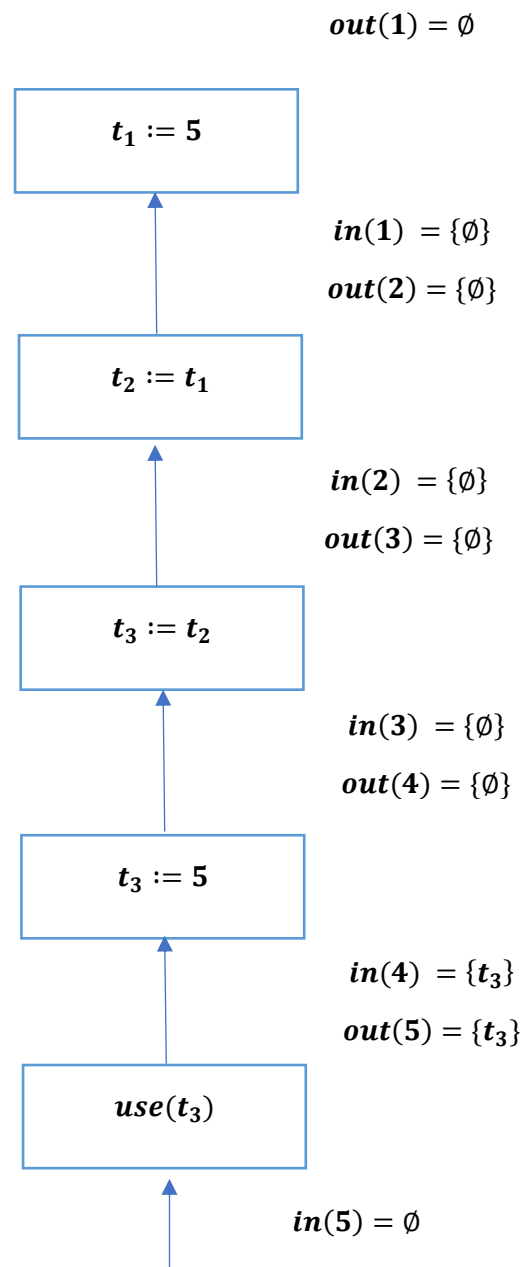 out(1) = ∅
t₁ := 5
in(1) = {∅}
out(2) = {∅}
t₂ := t₁
in(2) = {∅}
out(3) = {∅}
t₃ := t₂
in(3) = {∅}
out(4) = {∅}
t₃ := 5
in(4) = {t₃}
out(5) = {t₃}
use(t₃)
in(5) = ∅